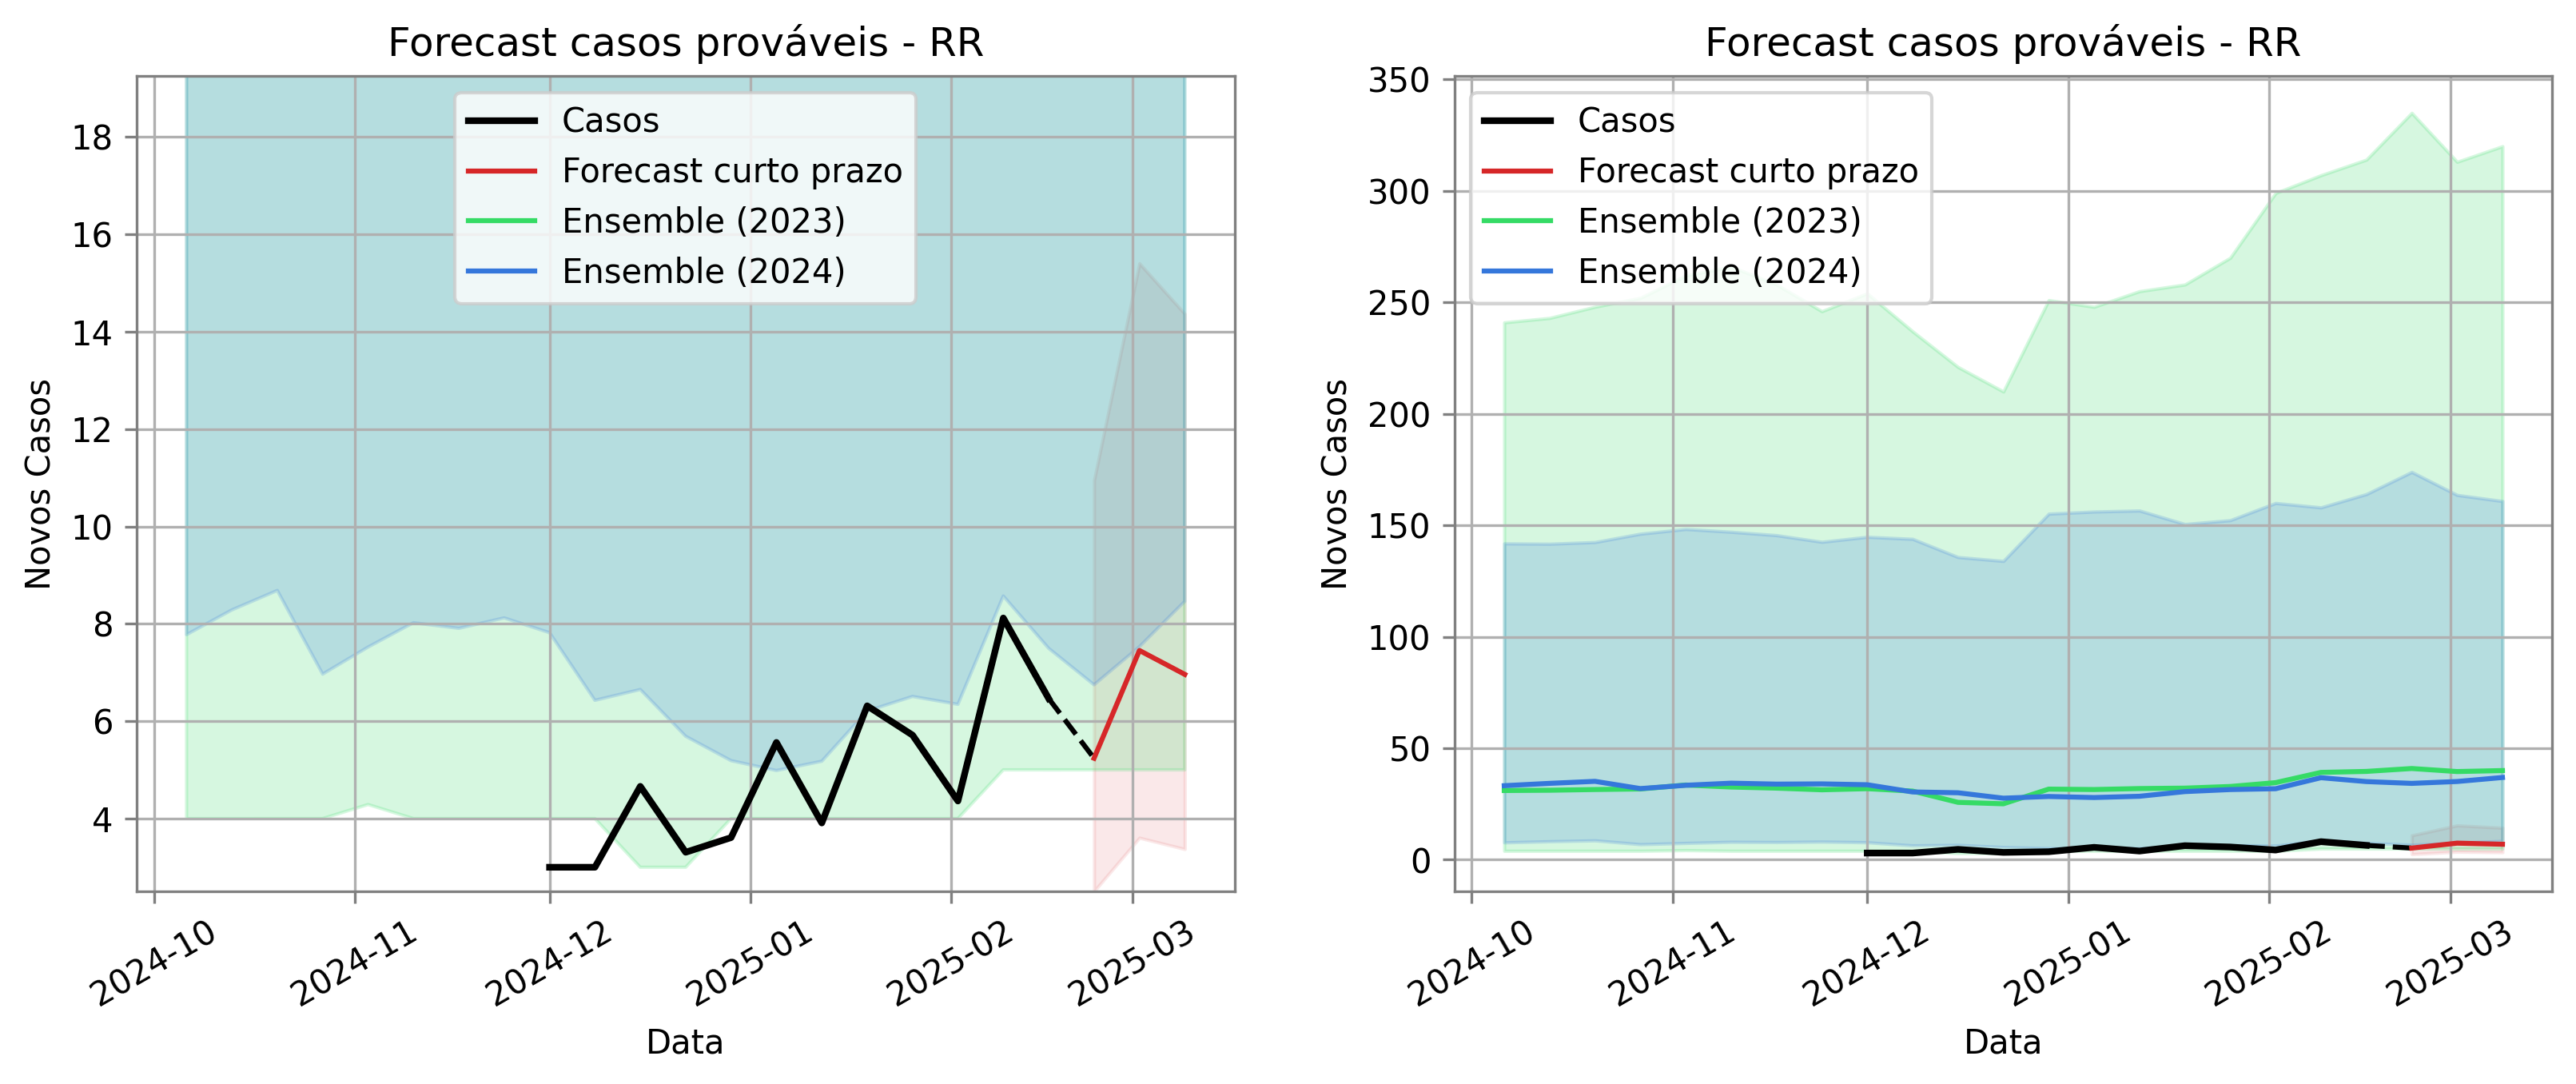 Forecast casos prováveis - RR
Casos
Forecast curto prazo
Ensemble (2023)
Ensemble (2024)
18
16
14
12
10
8
6
4
Novos Casos
2024-10
2024-11
2024-12
2025-01
2025-02
2025-03
Data
Forecast casos prováveis - RR
Casos
Forecast curto prazo
Ensemble (2023)
Ensemble (2024)
350
300
250
200
150
100
50
0
Novos Casos
2024-10
2024-11
2024-12
2025-01
2025-02
2025-03
Data